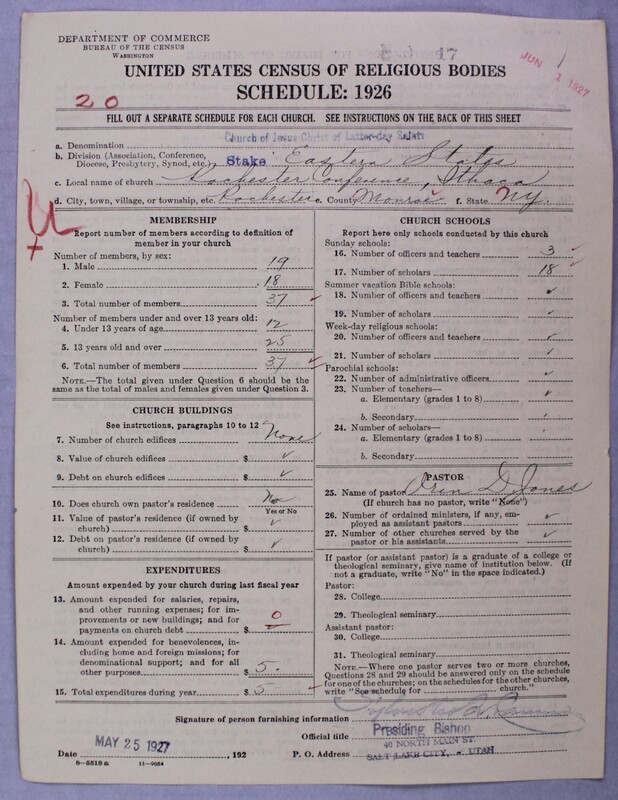 DEPARTMENT OF COMMERCE
BUREAU OF THE CENSUS
WASHINGTON
17
JUN 1 1927
UNITED STATES CENSUS OF RELIGIOUS BODIES
SCHEDULE: 1926
20
FILL OUT A SEPARATE SCHEDULE FOR EACH CHURCH. SEE INSTRUCTIONS ON THE BACK OF THIS SHEET
a. Denomination Church of Jesus Christ of Latter-day Saints
b. Division (Association, Conference, Diocese, Presbytery, Synod, etc.) Stake Eastern States
c. Local name of church Rochester Conference, Ithaca
d. City, town, village, or township, etc. Rochester e. County Monroe f. State NY.
MEMBERSHIP
Report number of members according to definition of
member in your church
Number of members, by sex:
1. Male 19
2. Female 18
3. Total number of members 37
Number of members under and over 13 years old:
4. Under 13 years of age 12
5. 13 years old and over 25
6. Total number of members 37
NOTE.—The total given under Question 6 should be
the same as the total of males and females given under Question 3.
CHURCH BUILDINGS
See instructions, paragraphs 10 to 12
7. Number of church edifices None
8. Value of church edifices $
9. Debt on church edifices $
10. Does church own pastor's residence No
Yes or No
11. Value of pastor's residence (if owned by
church) $
12. Debt on pastor's residence (if owned by
church) $
EXPENDITURES
Amount expended by your church during last fiscal year
13. Amount expended for salaries, repairs,
and other running expenses; for im-
provements or new buildings; and for
payments on church debt $ 0
14. Amount expended for benevolences, in-
cluding home and foreign missions; for
denominational support; and for all
other purposes $ 5.
15. Total expenditures during year $ 5
CHURCH SCHOOLS
Report here only schools conducted by this church
Sunday schools:
16. Number of officers and teachers 3
17. Number of scholars 18
Summer vacation Bible schools:
18. Number of officers and teachers
19. Number of scholars
Week-day religious schools:
20. Number of officers and teachers
21. Number of scholars
Parochial schools:
22. Number of administrative officers
23. Number of teachers—
a. Elementary (grades 1 to 8)
b. Secondary
24. Number of scholars—
a. Elementary (grades 1 to 8)
b. Secondary
PASTOR
25. Name of pastor Oren D Jones
(If church has no pastor, write "None")
26. Number of ordained ministers, if any, em-
ployed as assistant pastors
27. Number of other churches served by the
pastor or his assistants
If pastor (or assistant pastor) is a graduate of a college or
theological seminary, give name of institution below. (If
not a graduate, write "No" in the space indicated.)
Pastor:
28. College
29. Theological seminary
Assistant pastor:
30. College
31. Theological seminary
NOTE.—Where one pastor serves two or more churches,
Questions 28 and 29 should be answered only on the schedule
for one of the churches; on the schedules for the other churches,
write "See schedule for church."
Signature of person furnishing information
Official title Presiding Bishop
Date MAY 25 1927, 192 P. O. Address 40 NORTH MAIN ST.
SALT LAKE CITY, UTAH
8—5518 a 11—9054